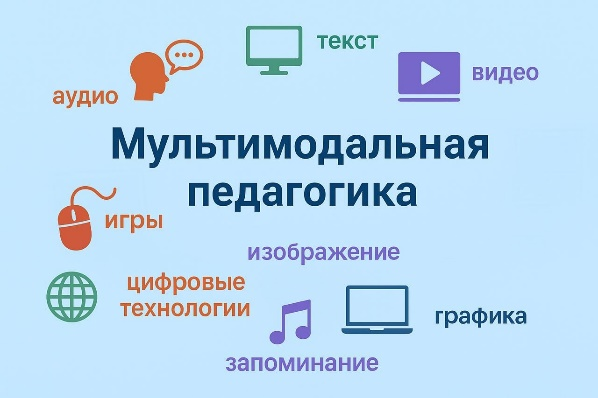 текст
видео
аудио
Мультимодальная
педагогика
игры
изображение
цифровые
технологии
графика
запоминание